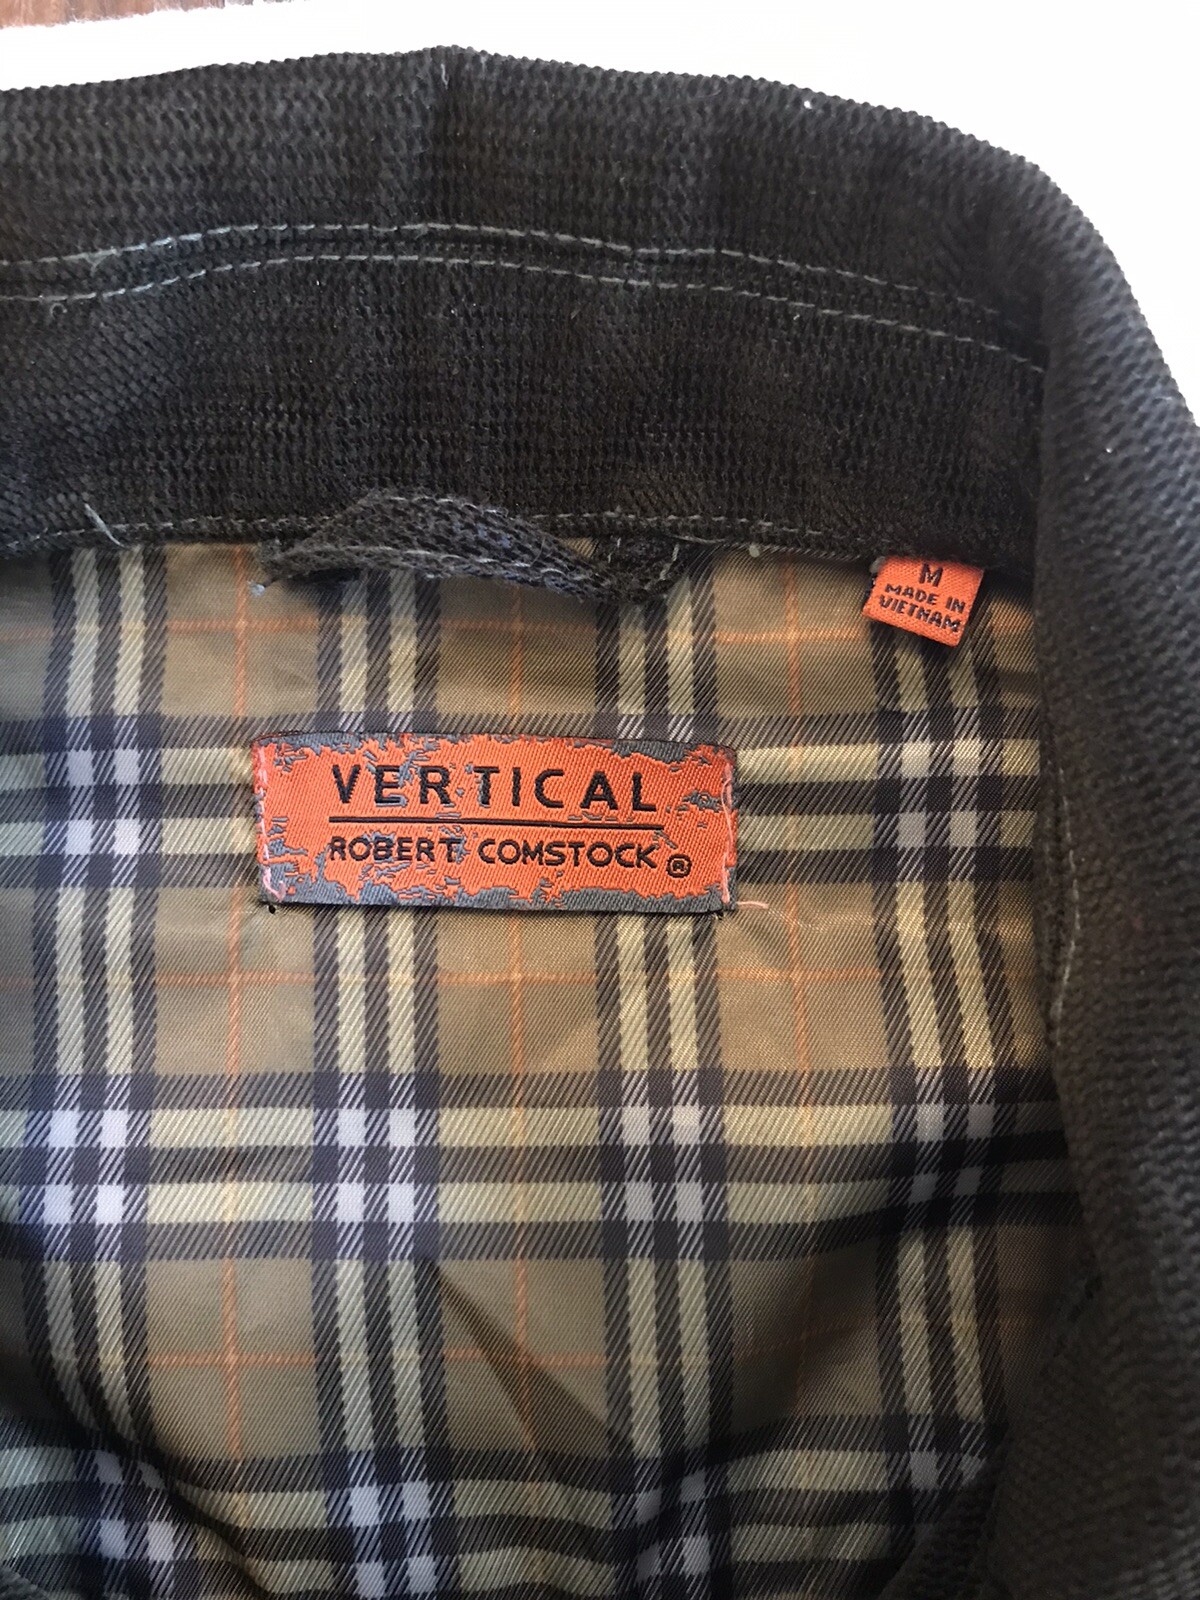 M
MADE IN
VIETNAM
VERTICAL
ROBERT COMSTOCK ®